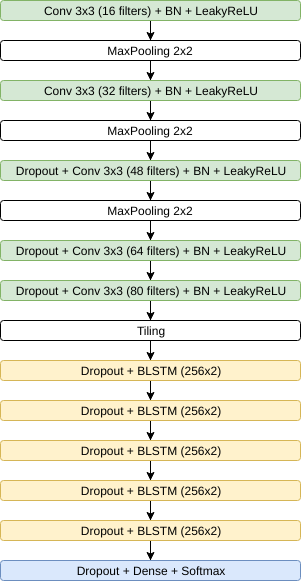 Conv 3x3 (16 filters) + BN + LeakyReLU
MaxPooling 2x2
Conv 3x3 (32 filters) + BN + LeakyReLU
MaxPooling 2x2
Dropout + Conv 3x3 (48 filters) + BN + LeakyReLU
MaxPooling 2x2
Dropout + Conv 3x3 (64 filters) + BN + LeakyReLU
Dropout + Conv 3x3 (80 filters) + BN + LeakyReLU
Tiling
Dropout + BLSTM (256x2)
Dropout + BLSTM (256x2)
Dropout + BLSTM (256x2)
Dropout + BLSTM (256x2)
Dropout + BLSTM (256x2)
Dropout + Dense + Softmax